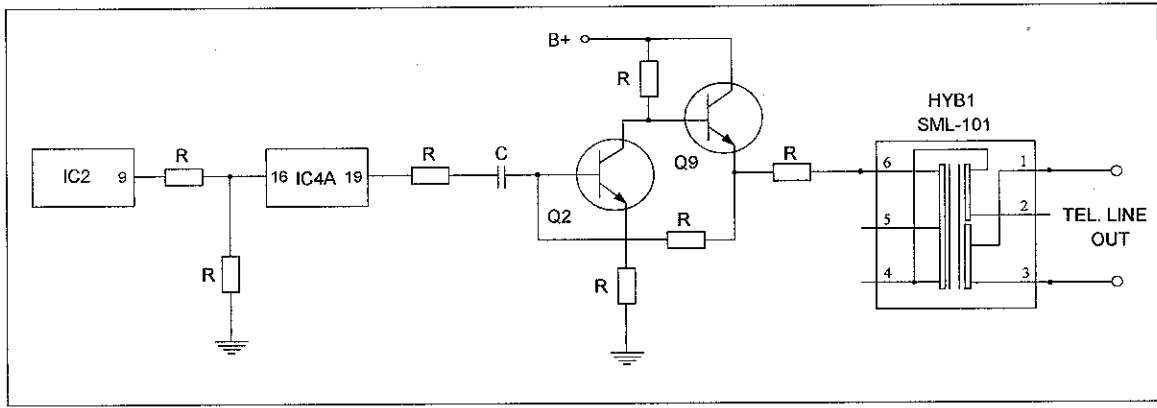 B+
R
HYB1
SML-101
Q9
R
C
R
R
6
1
IC2
9
16
IC4A
19
Q2
R
5
2
TEL. LINE
OUT
R
R
4
3